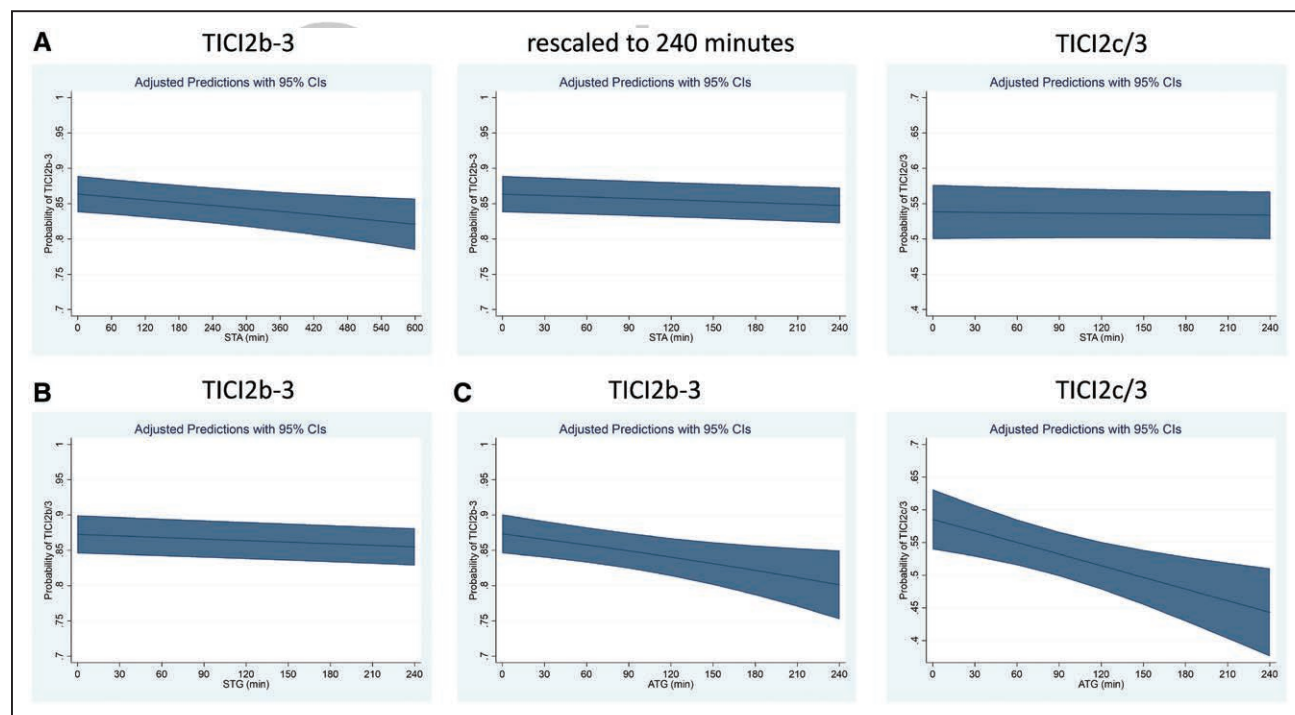 A
TICI2b-3
rescaled to 240 minutes
TICI2c/3
Adjusted Predictions with 95% CIs
Probability of TICI2b-3
1
.95
.9
.85
.8
.75
.7
0 60 120 180 240 300 360 420 480 540 600
STA (min)
Adjusted Predictions with 95% CIs
Probability of TICI2b-3
1
.95
.9
.85
.8
.75
.7
0 30 60 90 120 150 180 210 240
STA (min)
Adjusted Predictions with 95% CIs
Probability of TICI2c/3
.7
.65
.6
.55
.5
.45
.4
0 30 60 90 120 150 180 210 240
STA (min)
B
TICI2b-3
C
TICI2b-3
TICI2c/3
Adjusted Predictions with 95% CIs
Probability of TICI2b/3
1
.95
.9
.85
.8
.75
.7
0 30 60 90 120 150 180 210 240
STG (min)
Adjusted Predictions with 95% CIs
Probability of TICI2b-3
1
.95
.9
.85
.8
.75
.7
0 30 60 90 120 150 180 210 240
ATG (min)
Adjusted Predictions with 95% CIs
Probability of TICI2c/3
.7
.65
.6
.55
.5
.45
.4
0 30 60 90 120 150 180 210 240
ATG (min)